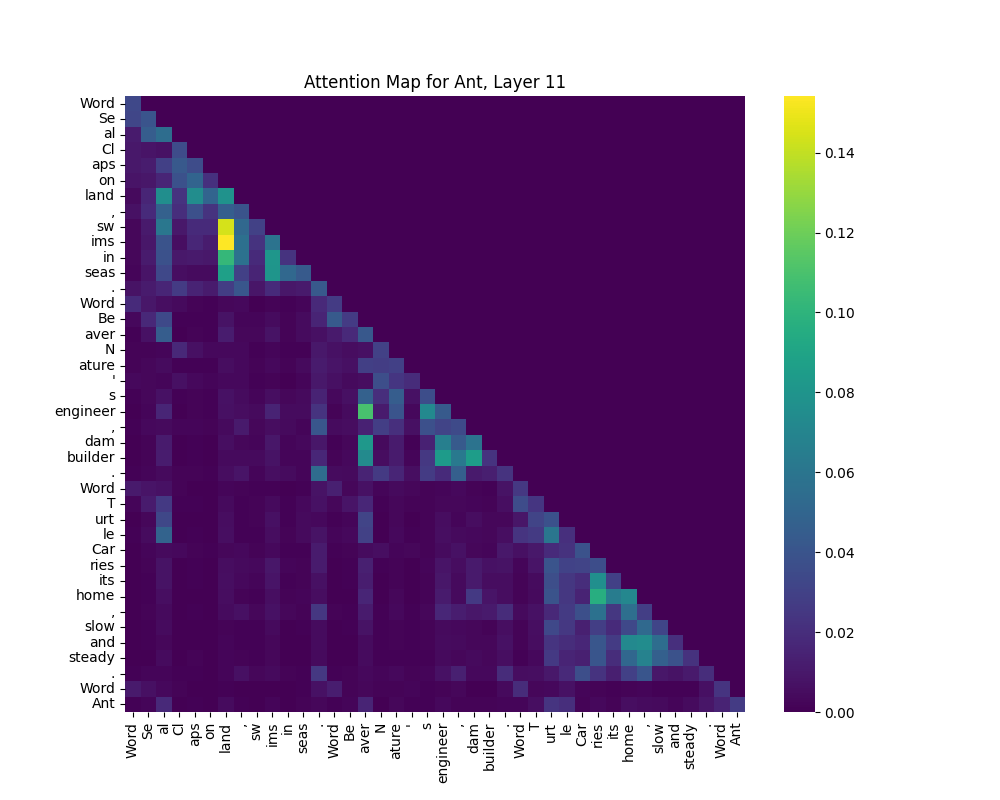 Attention Map for Ant, Layer 11
Word
Se
al
Cl
aps
on
land
,
sw
ims
in
seas
.
Word
Be
aver
N
ature
'
s
engineer
,
dam
builder
.
Word
T
urt
le
Car
ries
its
home
,
slow
and
steady
.
Word
Ant
0.14
0.12
0.10
0.08
0.06
0.04
0.02
0.00
Word Se al Cl aps on land , sw ims in seas . Word Be aver N ature ' s engineer , dam builder . Word T urt le Car ries its home , slow and steady . Word Ant